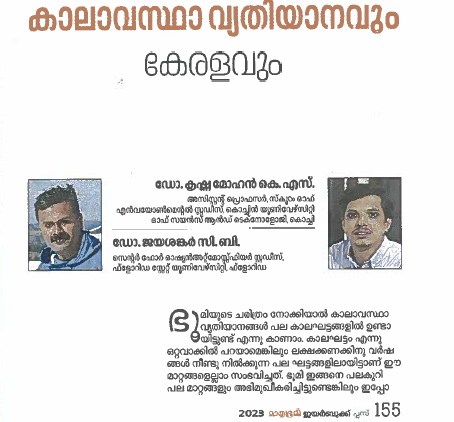 കാലാവസ്ഥാ വ്യതിയാനവും
കേരളവും
ഡോ. കൃഷ്ണ മോഹൻ കെ. എസ്.
അസിസ്റ്റന്റ് പ്രൊഫസർ, സ്കൂൾ ഓഫ്
എൻവയോൺമെന്റൽ സ്റ്റഡീസ്, കൊച്ചിൻ യൂണിവേഴ്സിറ്റി
ഓഫ് സയൻസ് ആൻഡ് ടെക്നോളജി, കൊച്ചി
ഡോ. ജയശങ്കർ സി. ബി.
സെന്റർ ഫോർ ഓഷ്യൻഅറ്റ്മോസ്ഫിയർ സ്റ്റഡീസ്,
ഫ്ളോറിഡ സ്റ്റേറ്റ് യൂണിവേഴ്സിറ്റി, ഫ്ളോറിഡ
ഭൂമിയുടെ ചരിത്രം നോക്കിയാൽ കാലാവസ്ഥാ
വ്യതിയാനങ്ങൾ പല കാലഘട്ടങ്ങളിൽ ഉണ്ടാ
യിട്ടുണ്ട് എന്നു കാണാം. കാലഘട്ടം എന്നു
ഒറ്റവാക്കിൽ പറയാമെങ്കിലും ലക്ഷക്കണക്കിനു വർഷ
ങ്ങൾ നീണ്ടു നിൽക്കുന്ന പല ഘട്ടങ്ങളിലായിട്ടാണ് ഈ
മാറ്റങ്ങളെല്ലാം സംഭവിച്ചത്. ഭൂമി ഇങ്ങനെ പലകുറി
പല മാറ്റങ്ങളും അഭിമുഖീകരിച്ചിട്ടുണ്ടെങ്കിലും ഇപ്പോ
2023 മാതൃഭൂമി ഇയർബുക്ക് പ്ലസ് 155